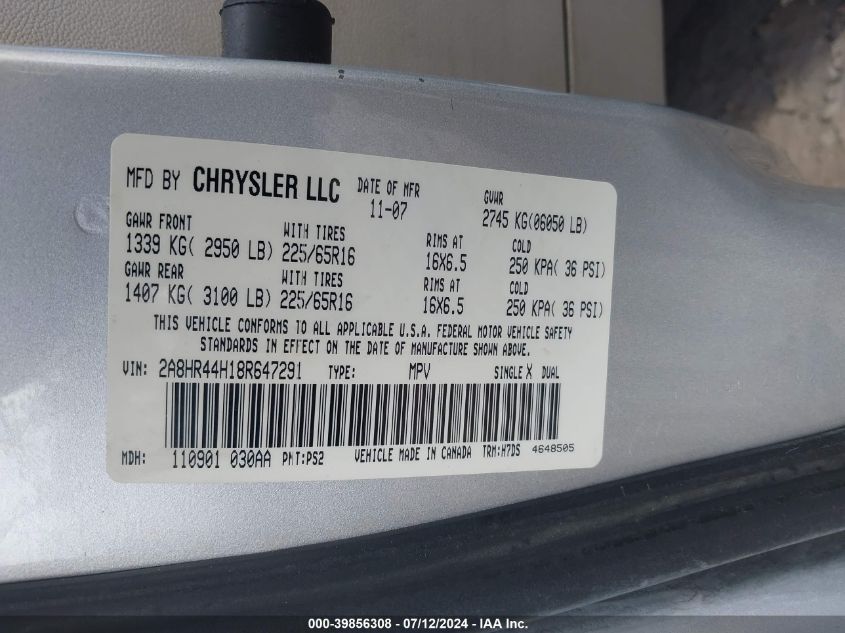 MFD BY CHRYSLER LLC DATE OF MFR GVWR
11-07 2745 KG(06050 LB)
GAWR FRONT WITH TIRES RIMS AT COLD
1339 KG( 2950 LB) 225/65R16 16X6.5 250 KPA( 36 PSI)
GAWR REAR WITH TIRES RIMS AT COLD
1407 KG( 3100 LB) 225/65R16 16X6.5 250 KPA( 36 PSI)
THIS VEHICLE CONFORMS TO ALL APPLICABLE U.S.A. FEDERAL MOTOR VEHICLE SAFETY
STANDARDS IN EFFECT ON THE DATE OF MANUFACTURE SHOWN ABOVE.
VIN: 2A8HR44H18R647291 TYPE: MPV SINGLE X DUAL
MDH: 110901 030AA PNT:PS2 VEHICLE MADE IN CANADA TRM:H7DS 4648505
000-39856308 - 07/12/2024 - IAA Inc.